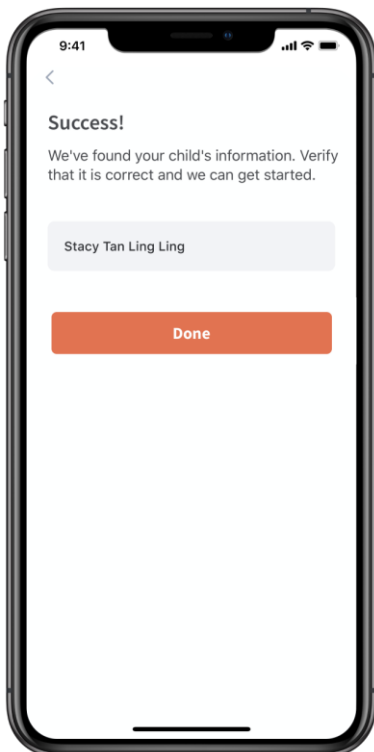 9:41
Success!
We've found your child's information. Verify
that it is correct and we can get started.
Stacy Tan Ling Ling
Done